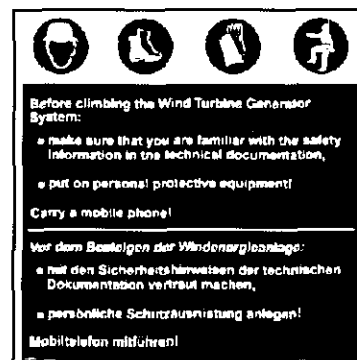 Before climbing the Wind Turbine Generator
System:
• make sure that you are familiar with the safety
information in the technical documentation,
• put on personal protective equipment!
Carry a mobile phone!
Vor dem Besteigen der Windenergieanlage:
• mit den Sicherheitshinweisen der technischen
Dokumentation vertraut machen,
• persönliche Schutzausrüstung anlegen!
Mobiltelefon mitführen!